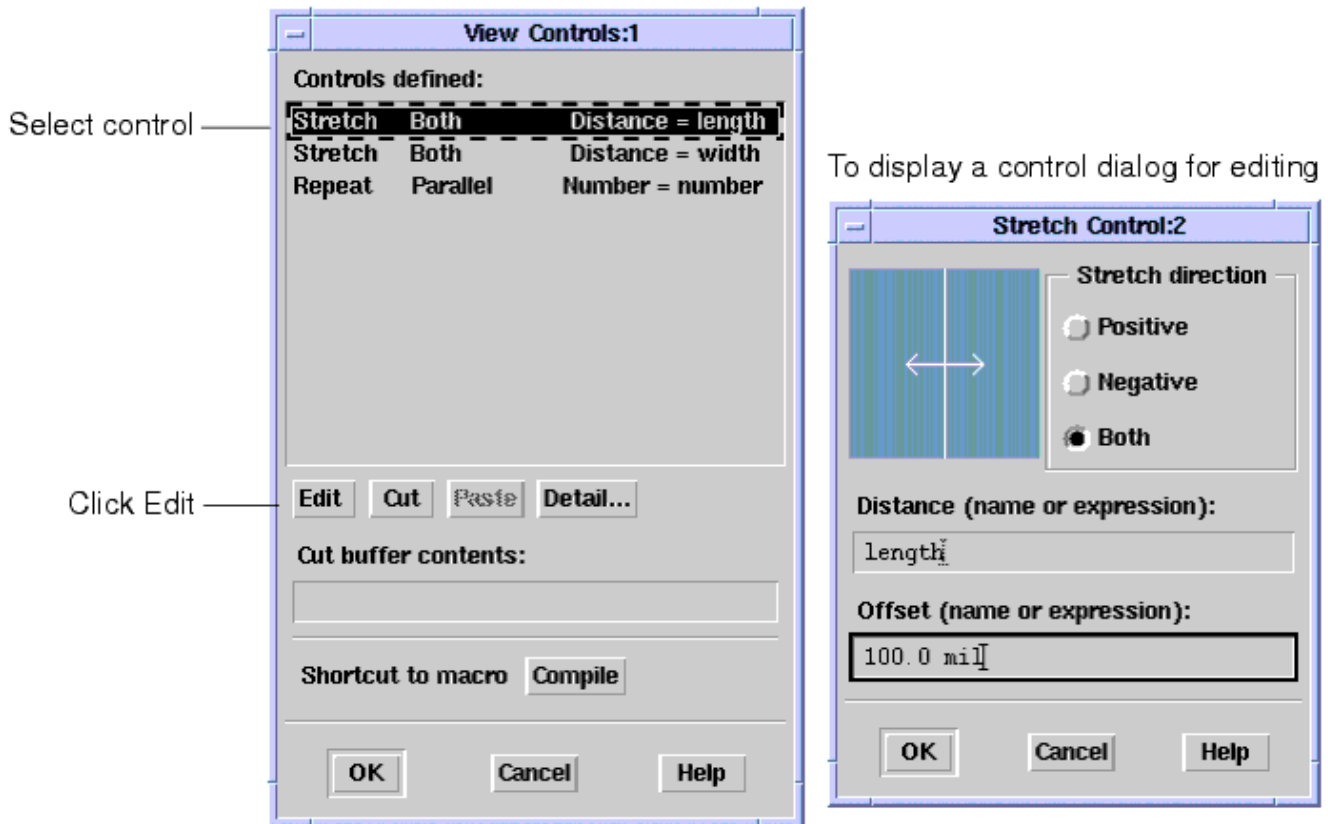 View Controls:1
Controls defined:
Select control
Stretch Both Distance = length
Stretch Both Distance = width
Repeat Parallel Number = number
Click Edit
Edit Cut Paste Detail...
Cut buffer contents:
Shortcut to macro Compile
OK Cancel Help
To display a control dialog for editing
Stretch Control:2
Stretch direction
Positive
Negative
Both
Distance (name or expression):
length
Offset (name or expression):
100.0 mil
OK Cancel Help